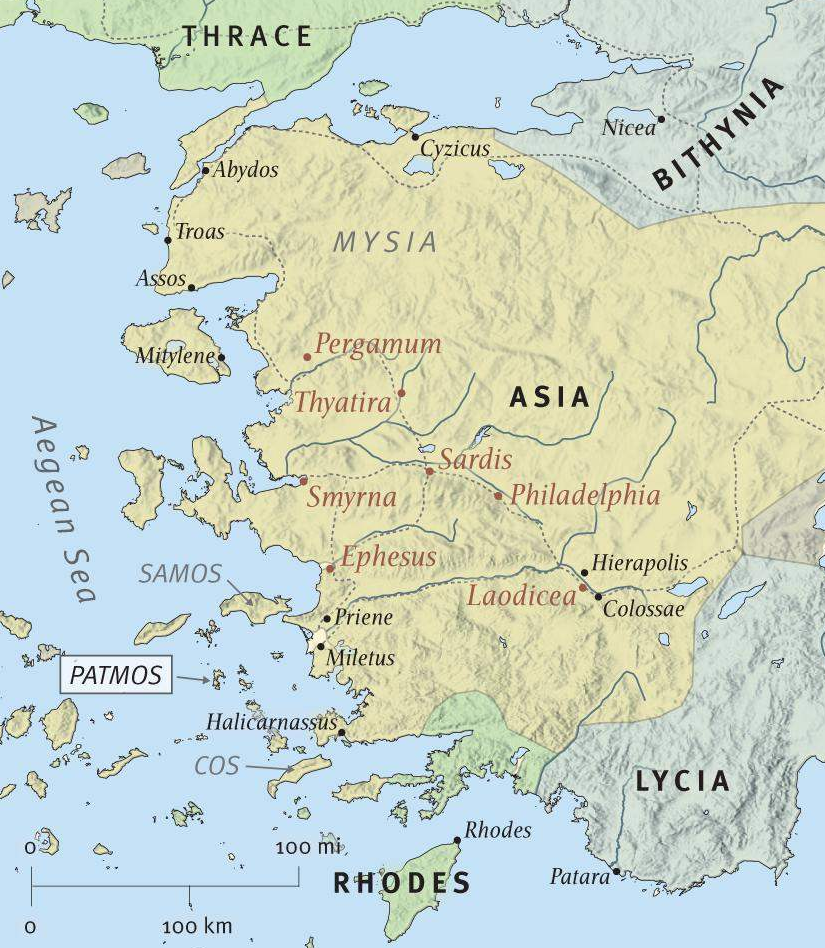 THRACE
Nicea
BITHYNIA
Cyzicus
Abydos
Troas
MYSIA
Assos
Mitylene
Pergamum
Thyatira
ASIA
Aegean Sea
Sardis
Smyrna
Philadelphia
Ephesus
Hierapolis
SAMOS
Laodicea
Colossae
Priene
Miletus
PATMOS
Halicarnassus
COS
LYCIA
Rhodes
0 100 mi
RHODES
Patara
0 100 km